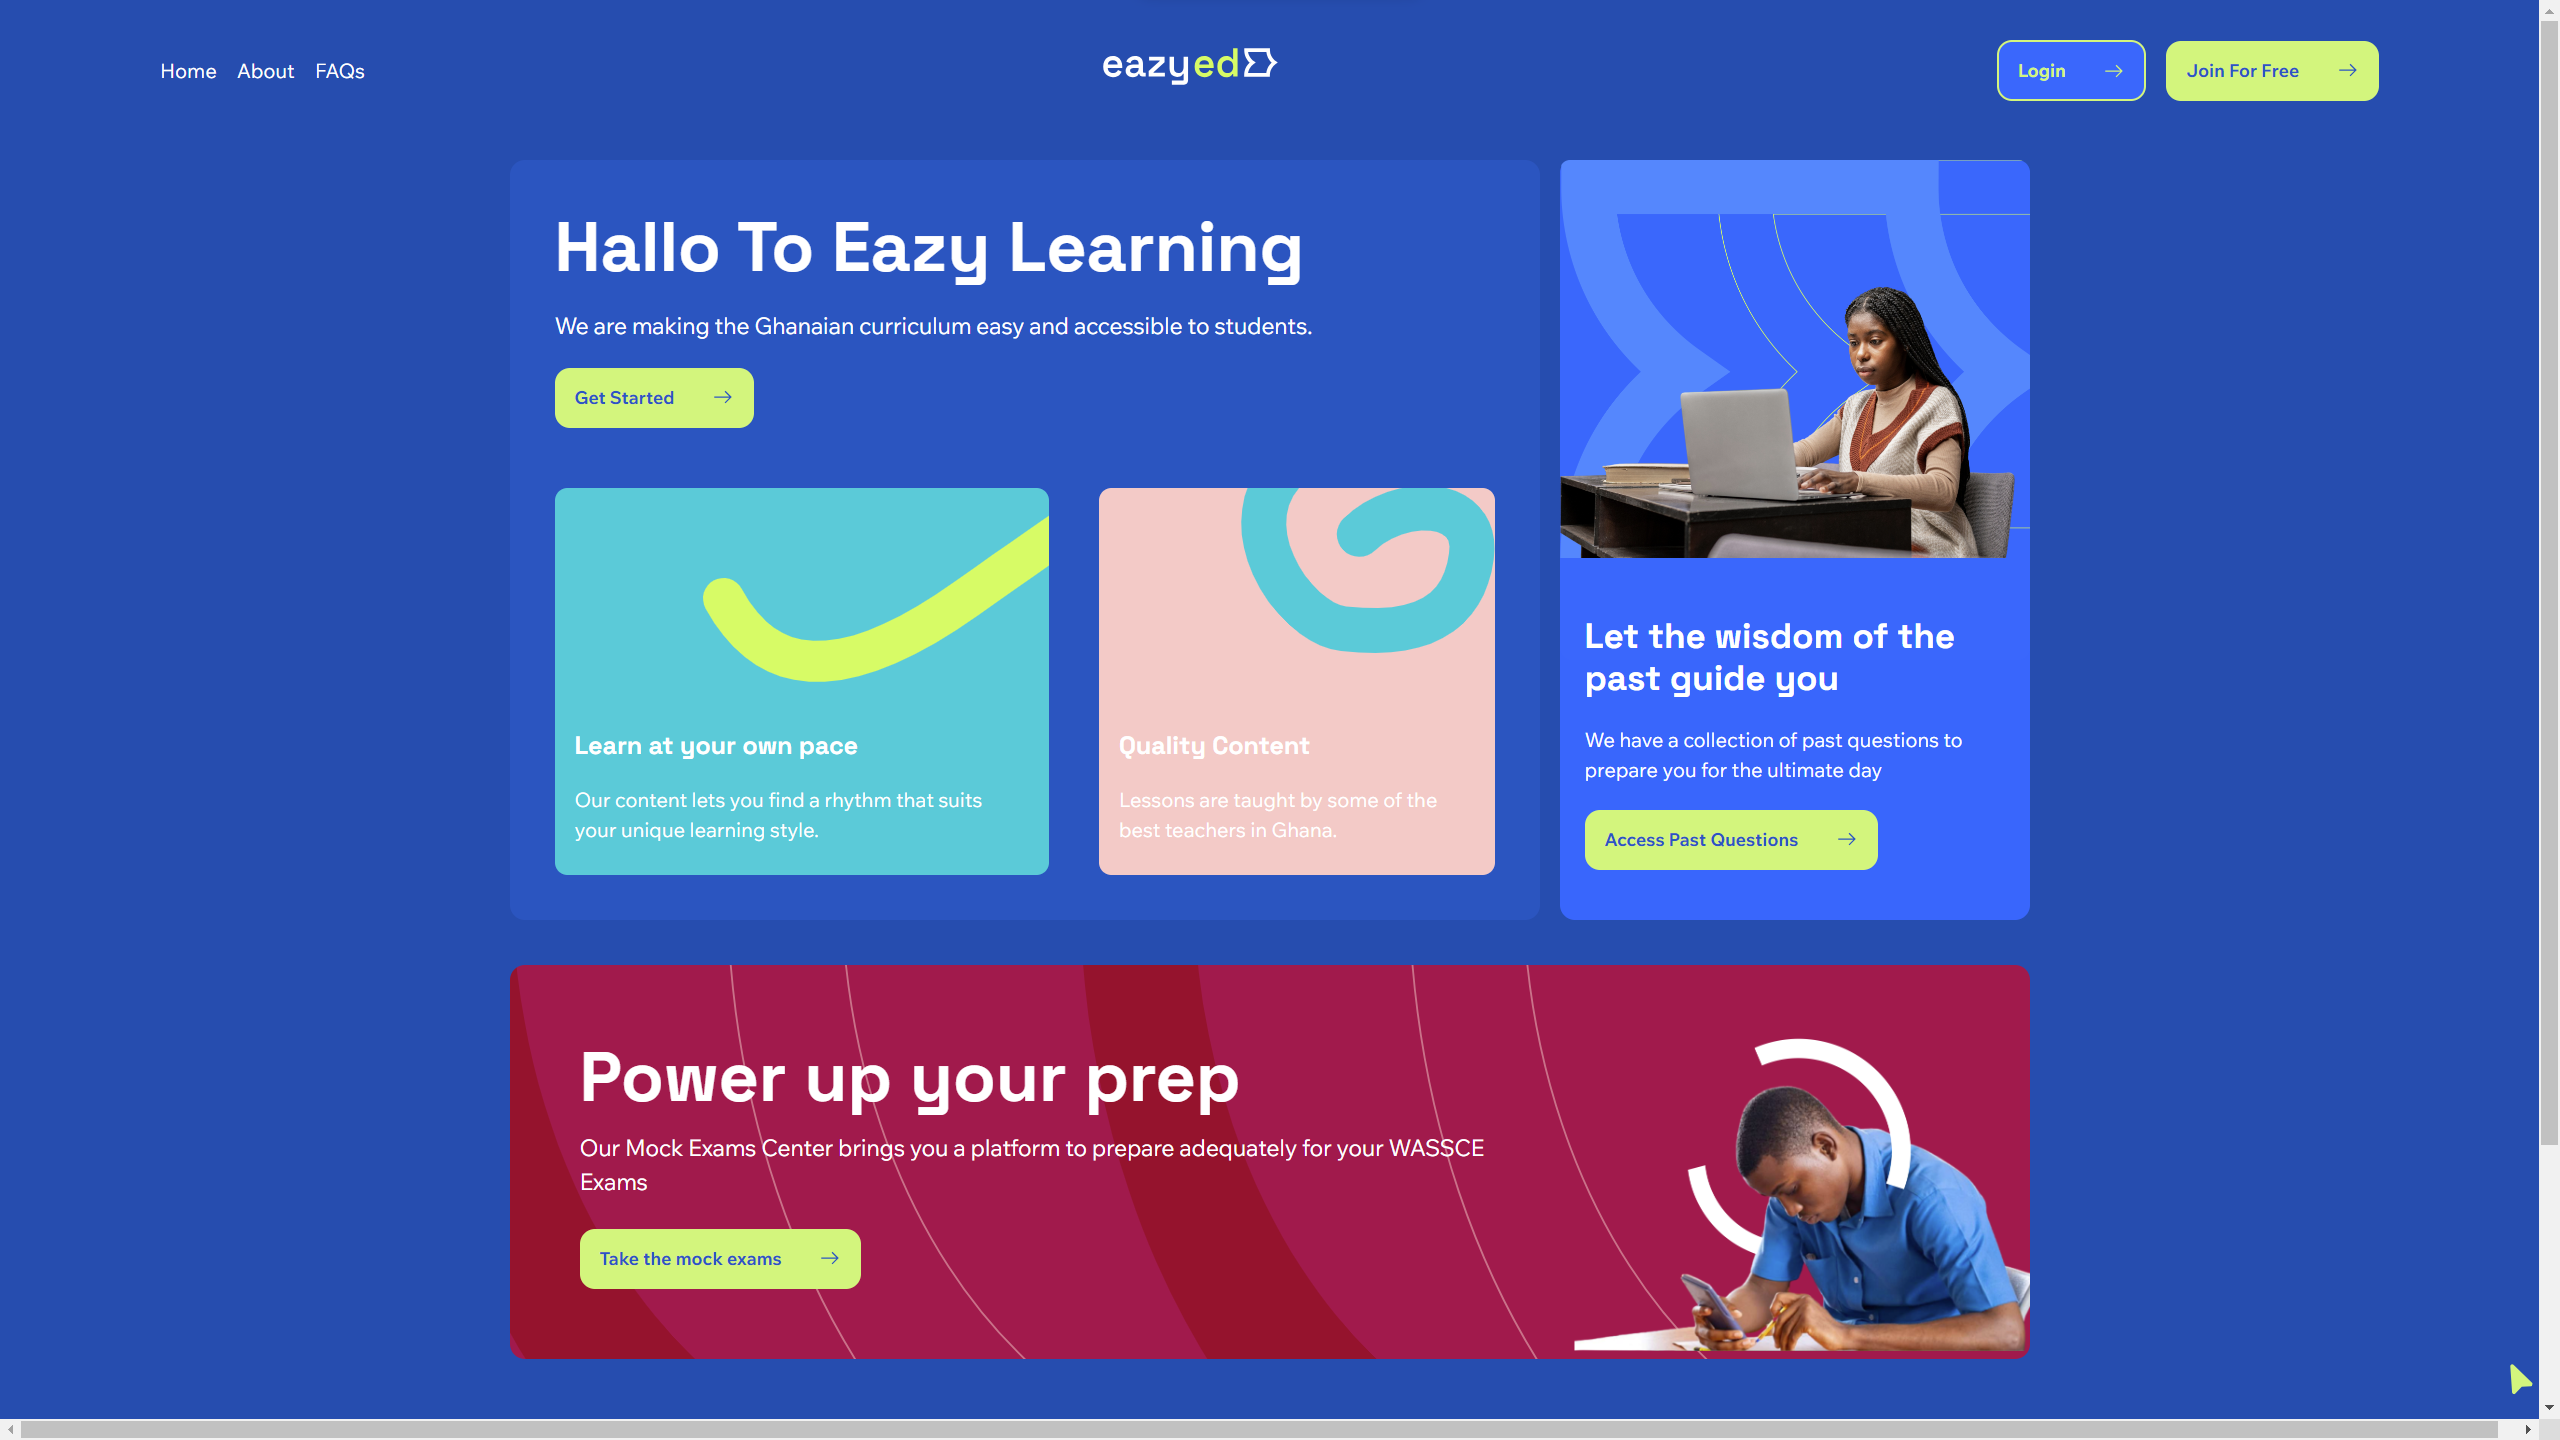 Home About FAQs
eazyed
Login
Join For Free
Hallo To Eazy Learning
We are making the Ghanaian curriculum easy and accessible to students.
Get Started
Learn at your own pace
Our content lets you find a rhythm that suits
your unique learning style.
Quality Content
Lessons are taught by some of the
best teachers in Ghana.
Let the wisdom of the
past guide you
We have a collection of past questions to
prepare you for the ultimate day
Access Past Questions
Power up your prep
Our Mock Exams Center brings you a platform to prepare adequately for your WASSCE
Exams
Take the mock exams